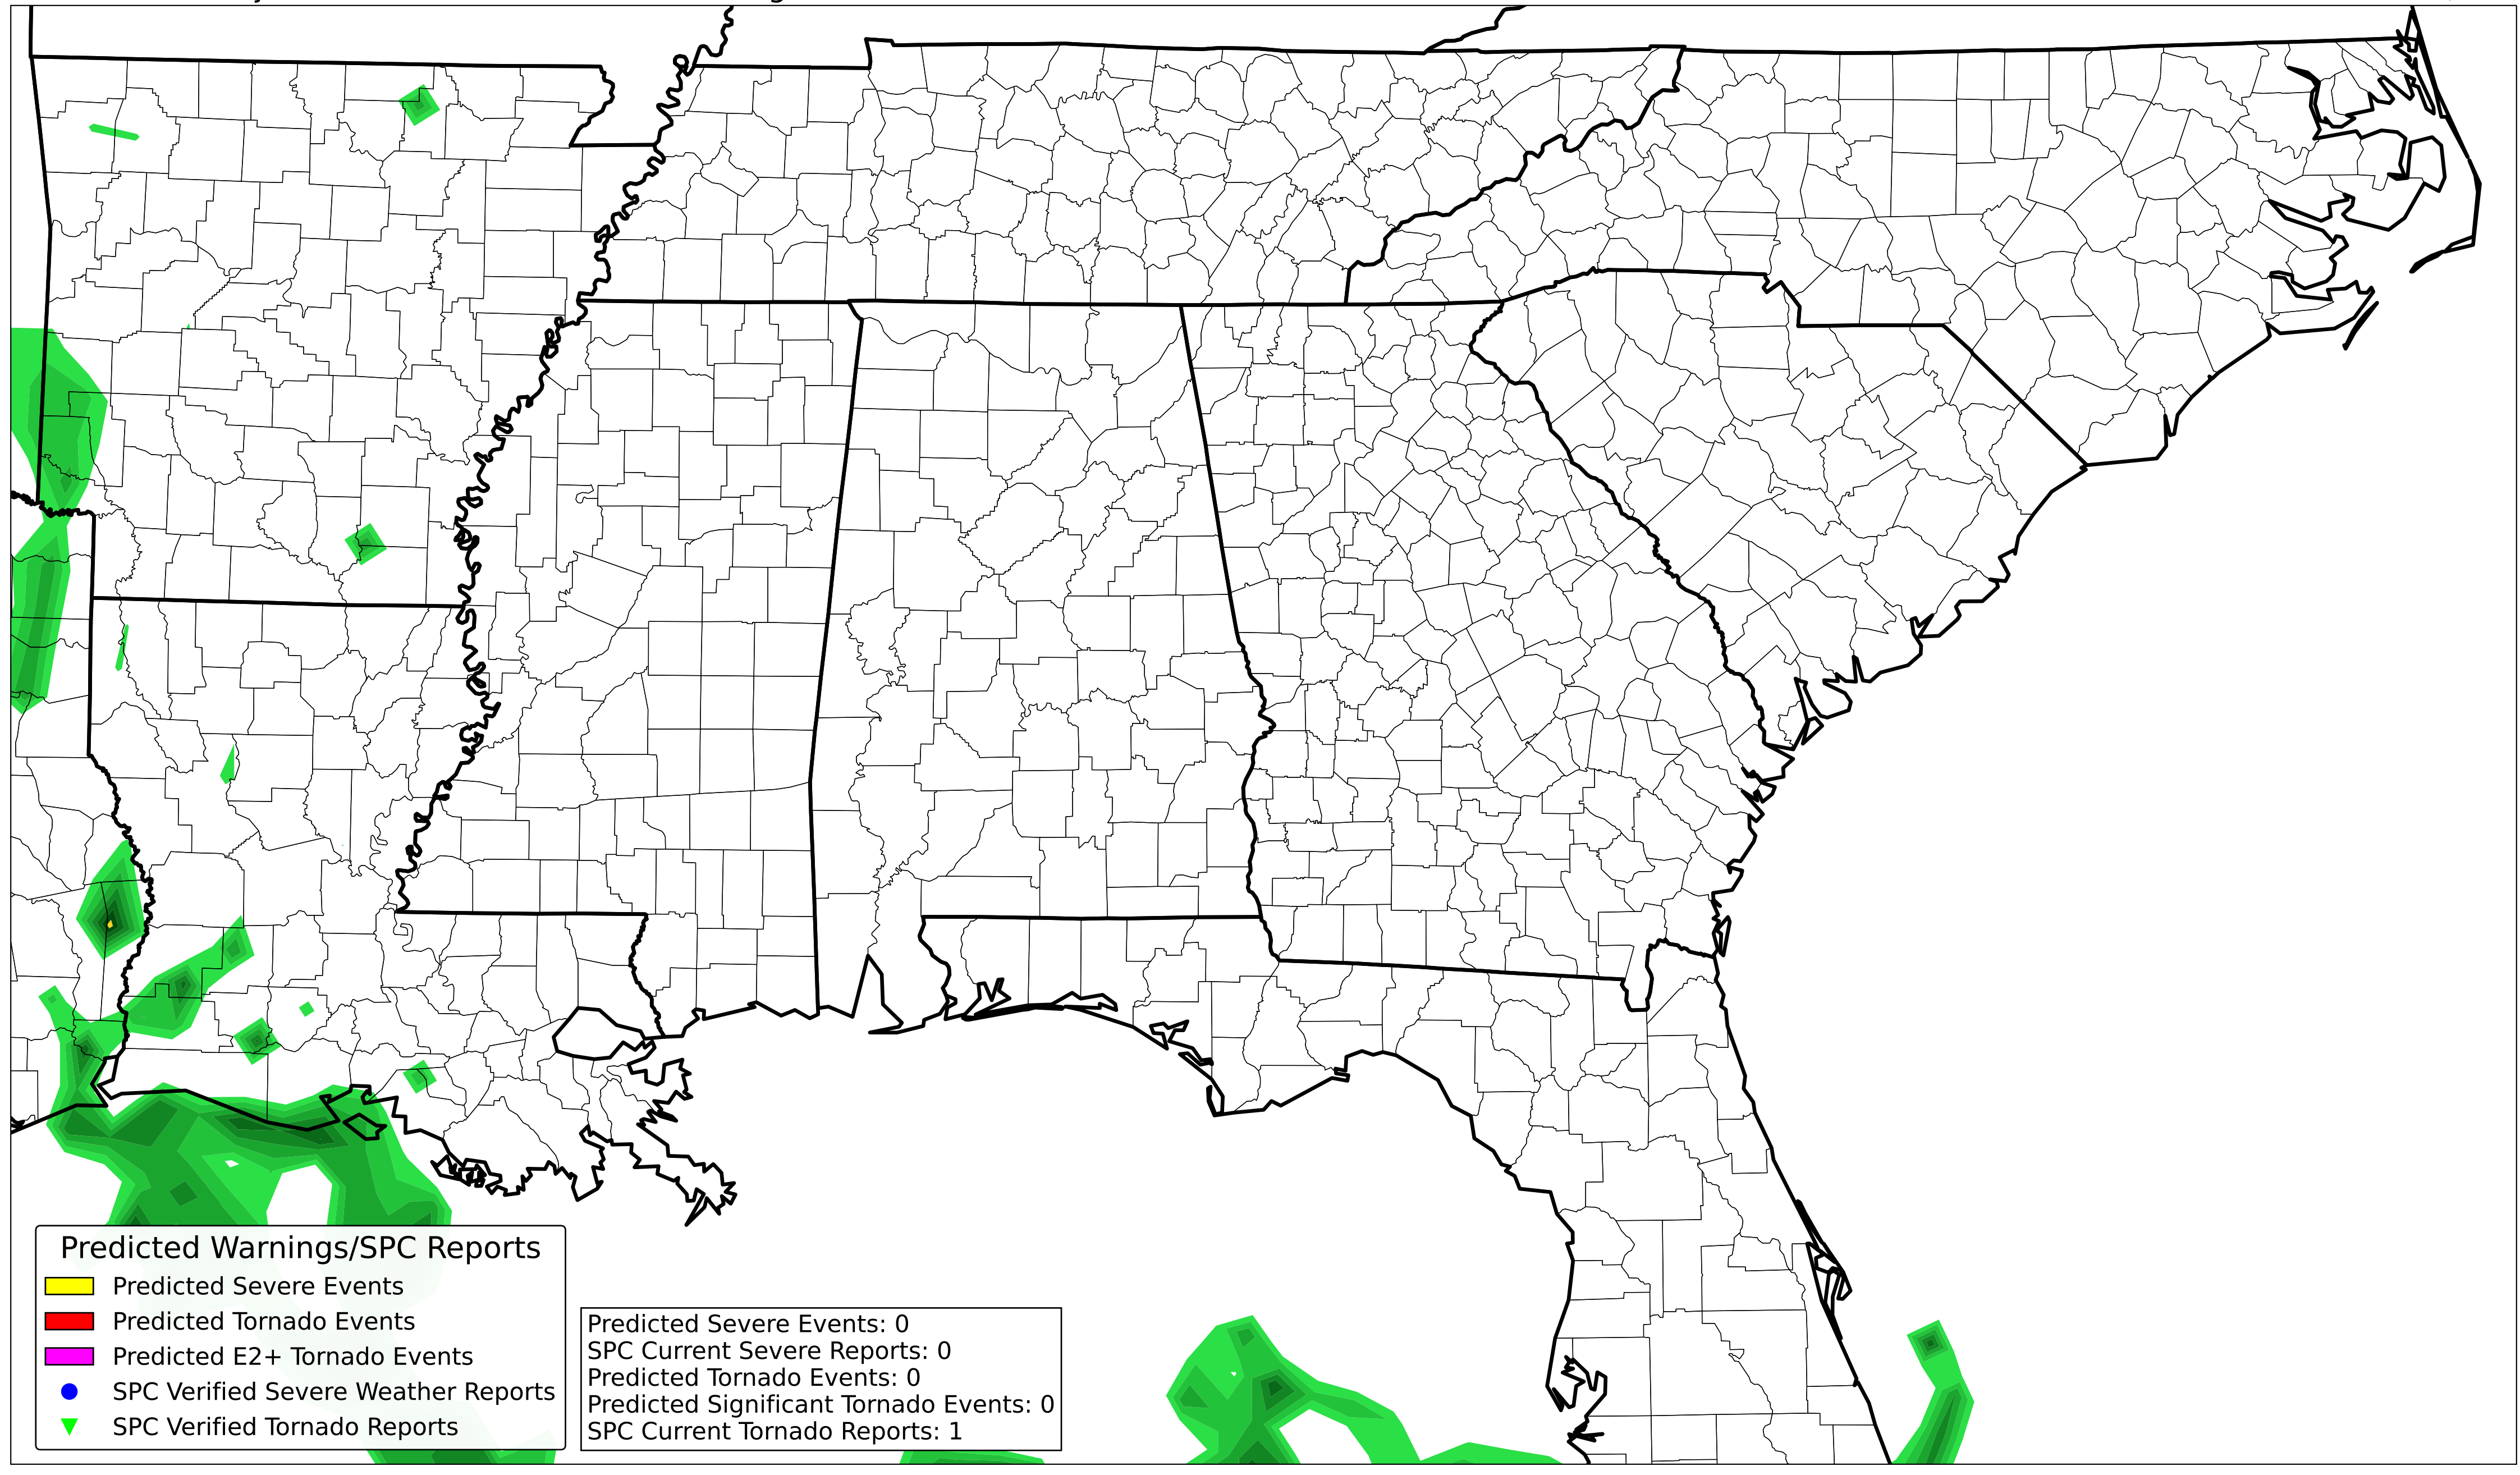 Predicted Warnings/SPC Reports
Predicted Severe Events
Predicted Tornado Events
Predicted E2+ Tornado Events
SPC Verified Severe Weather Reports
SPC Verified Tornado Reports
Predicted Severe Events: 0
SPC Current Severe Reports: 0
Predicted Tornado Events: 0
Predicted Significant Tornado Events: 0
SPC Current Tornado Reports: 1